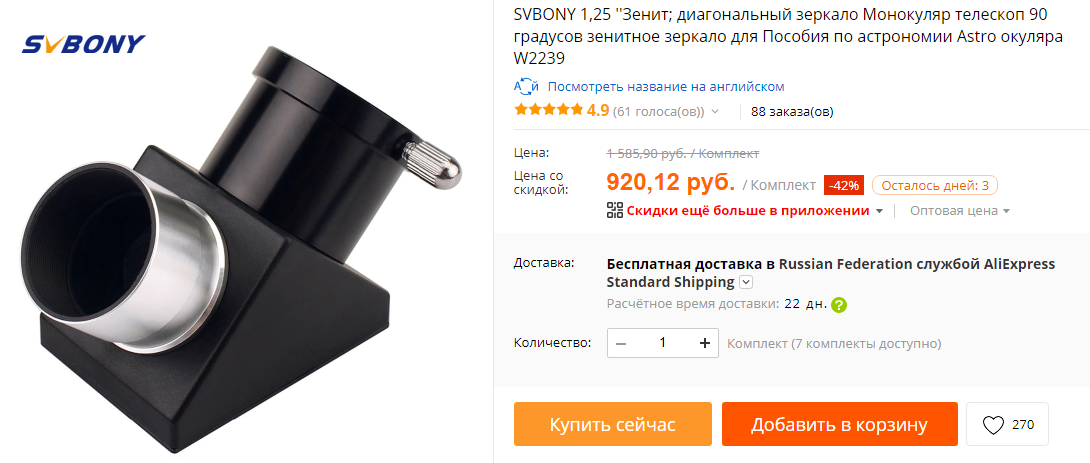 SVBONY
SVBONY 1,25 ''Зенит; диагональный зеркало Монокуляр телескоп 90
градусов зенитное зеркало для Пособия по астрономии Astro окуляра
W2239
Посмотреть название на английском
4.9 (61 голоса(ов)) 88 заказа(ов)
Цена: 1 585,90 руб. / Комплект
Цена со
скидкой: 920,12 руб. / Комплект -42% Осталось дней: 3
Скидки ещё больше в приложении Оптовая цена
Доставка: Бесплатная доставка в Russian Federation службой AliExpress
Standard Shipping
Расчётное время доставки: 22 дн. ?
Количество: − 1 + Комплект (7 комплекты доступно)
Купить сейчас Добавить в корзину 270